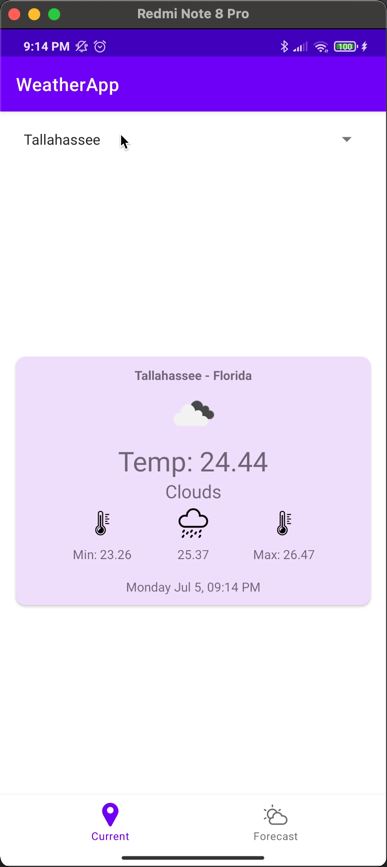 Redmi Note 8 Pro
9:14 PM
100
WeatherApp
Tallahassee
Tallahassee - Florida
Temp: 24.44
Clouds
Min: 23.26
25.37
Max: 26.47
Monday Jul 5, 09:14 PM
Current
Forecast